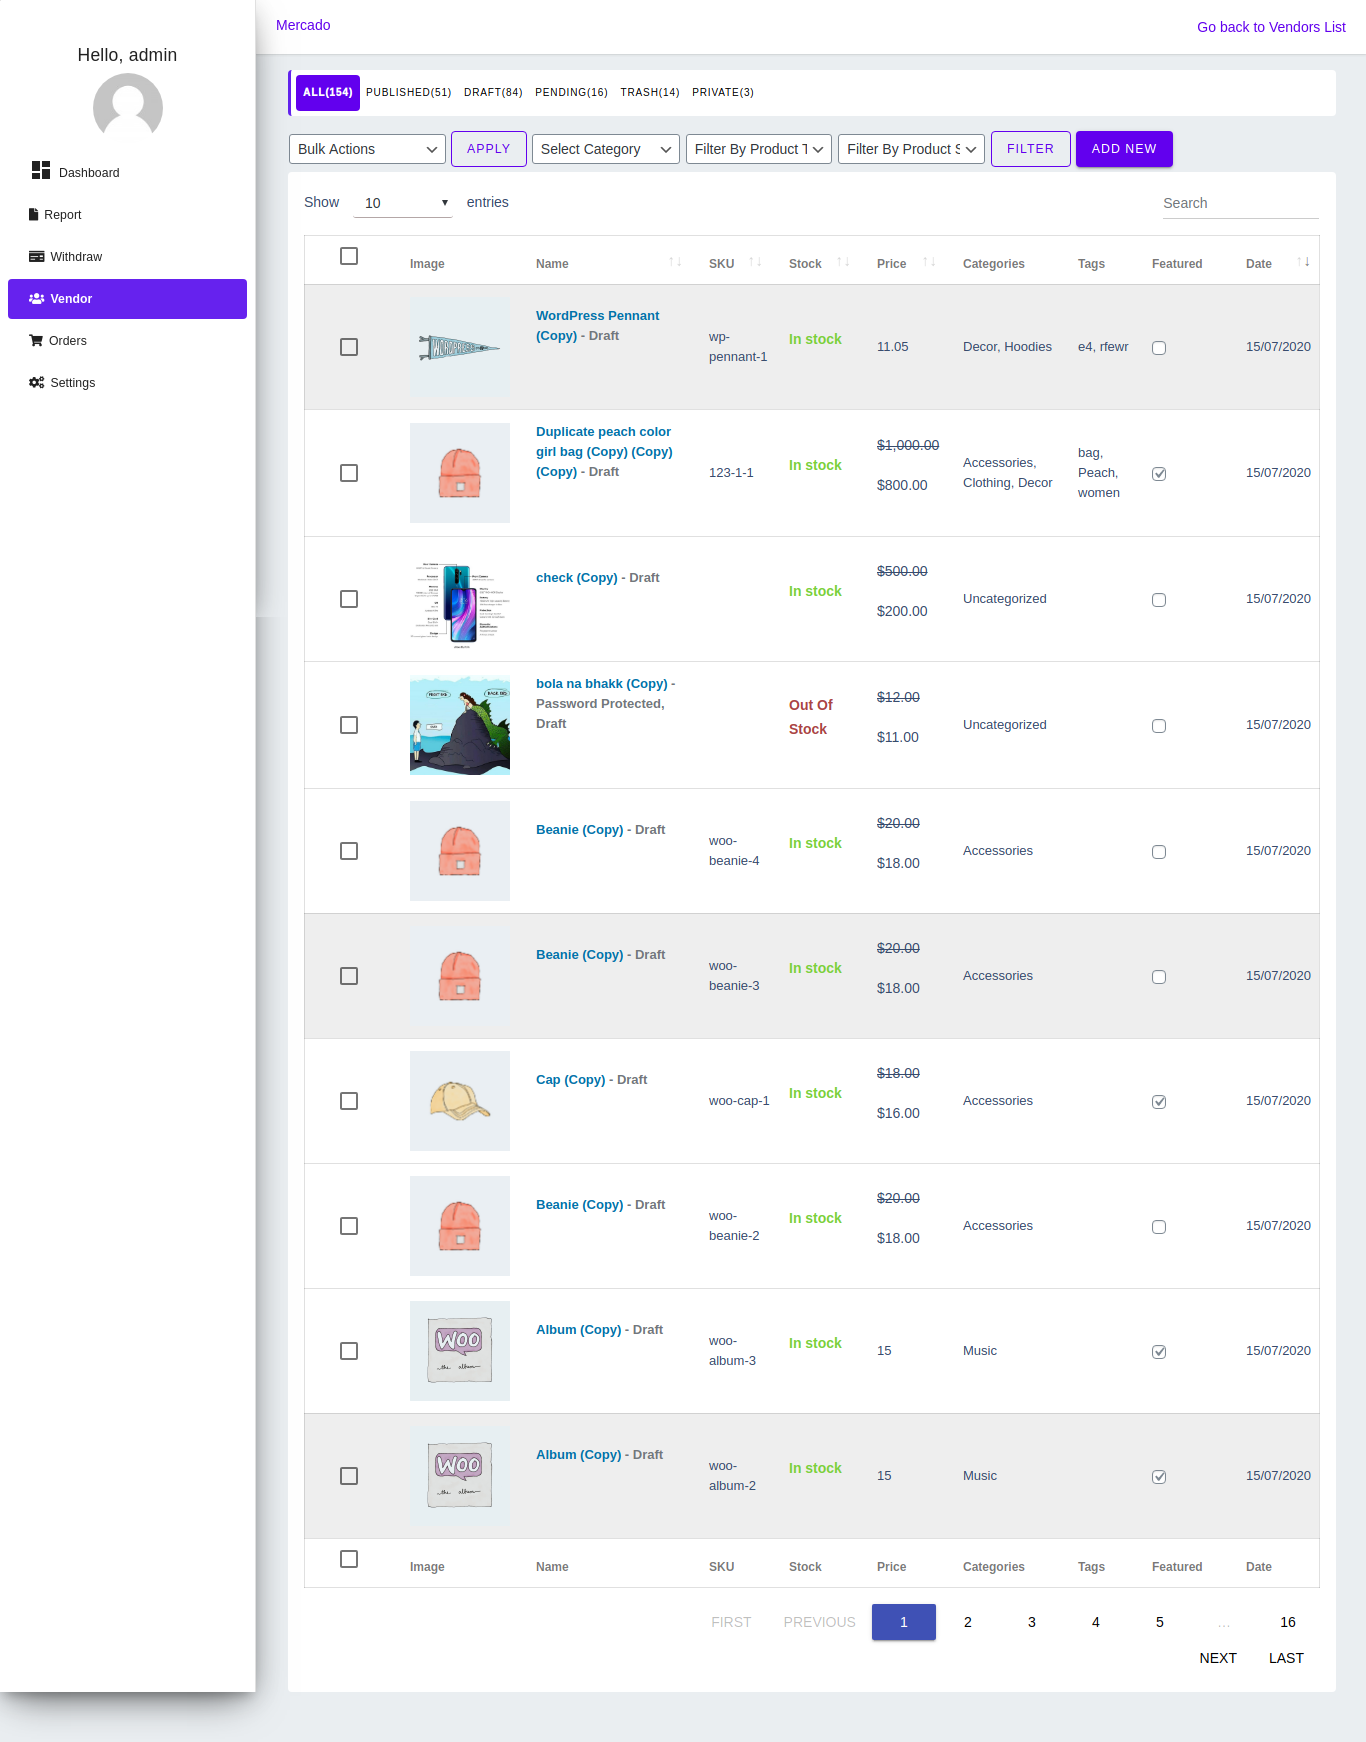 Mercado
Go back to Vendors List
Hello, admin
Dashboard
Report
Withdraw
Vendor
Orders
Settings
ALL(154) PUBLISHED(51) DRAFT(84) PENDING(16) TRASH(14) PRIVATE(3)
Bulk Actions APPLY Select Category Filter By Product T Filter By Product S FILTER ADD NEW
Show 10 entries
Search
Image Name SKU Stock Price Categories Tags Featured Date
WordPress Pennant
(Copy) - Draft
wp-
pennant-1
In stock
11.05
Decor, Hoodies
e4, rfewr
15/07/2020
WORDPRESS
Duplicate peach color
girl bag (Copy) (Copy)
(Copy) - Draft
123-1-1
In stock
$1,000.00
$800.00
Accessories,
Clothing, Decor
bag,
Peach,
women
15/07/2020
check (Copy) - Draft
In stock
$500.00
$200.00
Uncategorized
15/07/2020
bola na bhakk (Copy) -
Password Protected,
Draft
Out Of
Stock
$12.00
$11.00
Uncategorized
15/07/2020
Beanie (Copy) - Draft
woo-
beanie-4
In stock
$20.00
$18.00
Accessories
15/07/2020
Beanie (Copy) - Draft
woo-
beanie-3
In stock
$20.00
$18.00
Accessories
15/07/2020
Cap (Copy) - Draft
woo-cap-1
In stock
$18.00
$16.00
Accessories
15/07/2020
Beanie (Copy) - Draft
woo-
beanie-2
In stock
$20.00
$18.00
Accessories
15/07/2020
WOO
the album
Album (Copy) - Draft
woo-
album-3
In stock
15
Music
15/07/2020
WOO
the album
Album (Copy) - Draft
woo-
album-2
In stock
15
Music
15/07/2020
Image Name SKU Stock Price Categories Tags Featured Date
FIRST PREVIOUS 1 2 3 4 5 … 16
NEXT LAST